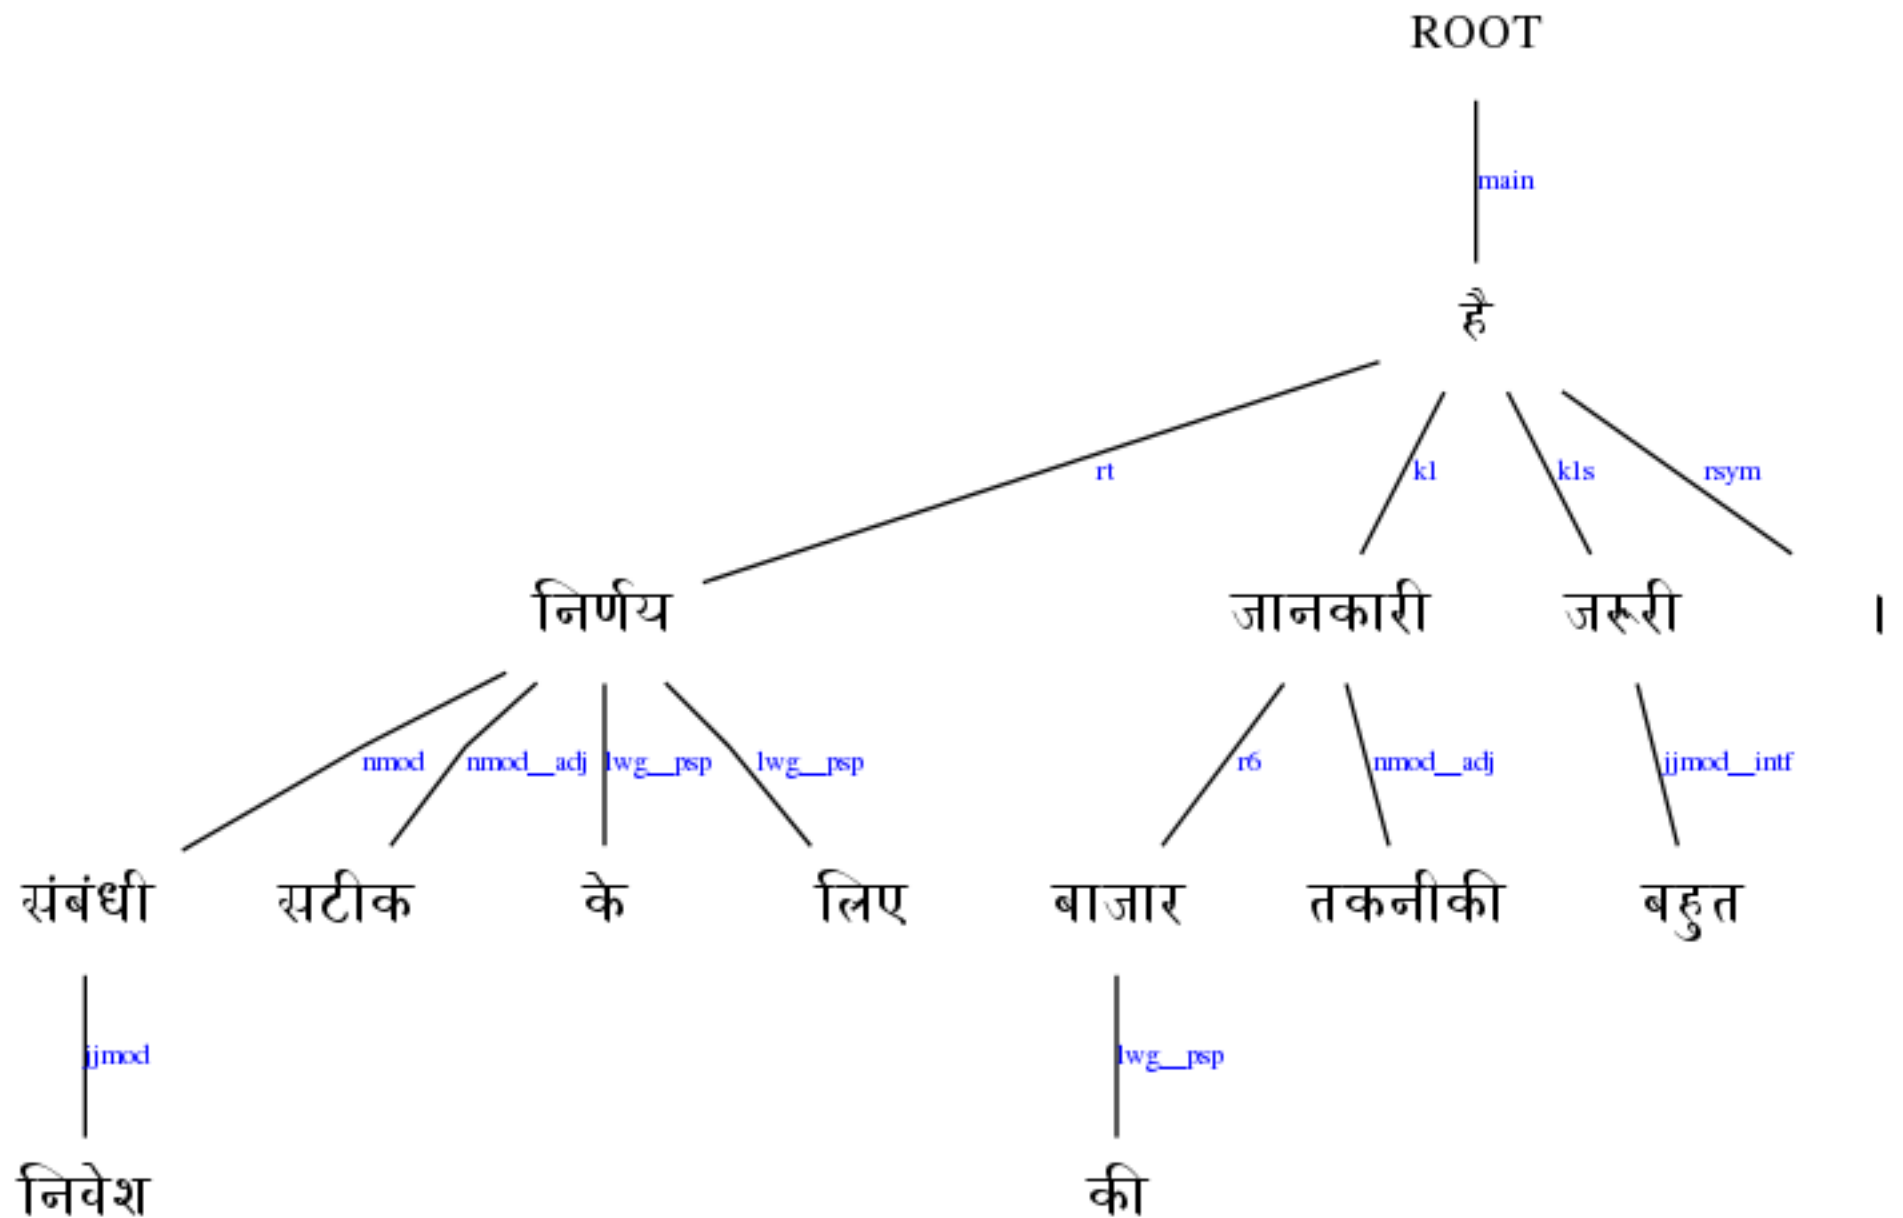 ROOT
main
है
rt k1 k1s rsym
निर्णय जानकारी जरूरी ।
nmod nmod__adj lwg__psp lwg__psp r6 nmod__adj jjmod__intf
संबंधी सटीक के लिए बाजार तकनीकी बहुत
jjmod lwg__psp
निवेश की